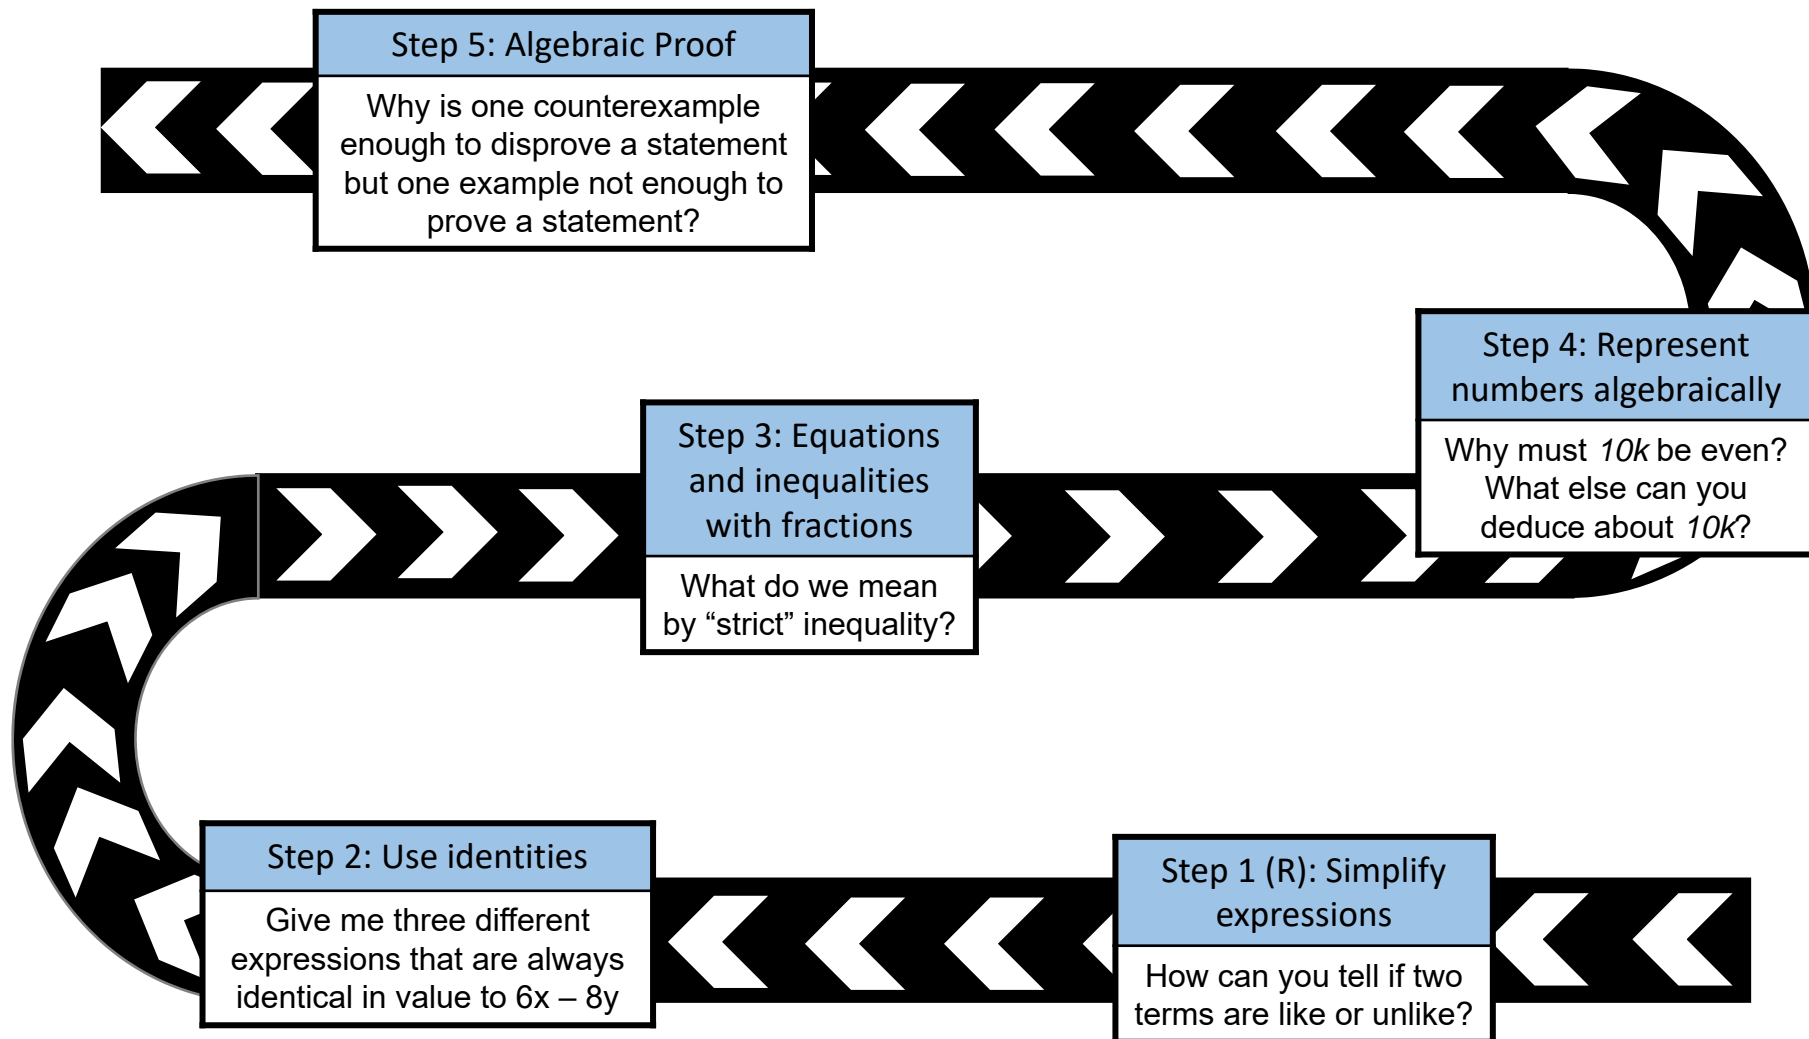 Step 5: Algebraic Proof
Why is one counterexample
enough to disprove a statement
but one example not enough to
prove a statement?
Step 4: Represent
numbers algebraically
Why must 10k be even?
What else can you
deduce about 10k?
Step 3: Equations
and inequalities
with fractions
What do we mean
by “strict” inequality?
Step 2: Use identities
Give me three different
expressions that are always
identical in value to 6x – 8y
Step 1 (R): Simplify
expressions
How can you tell if two
terms are like or unlike?